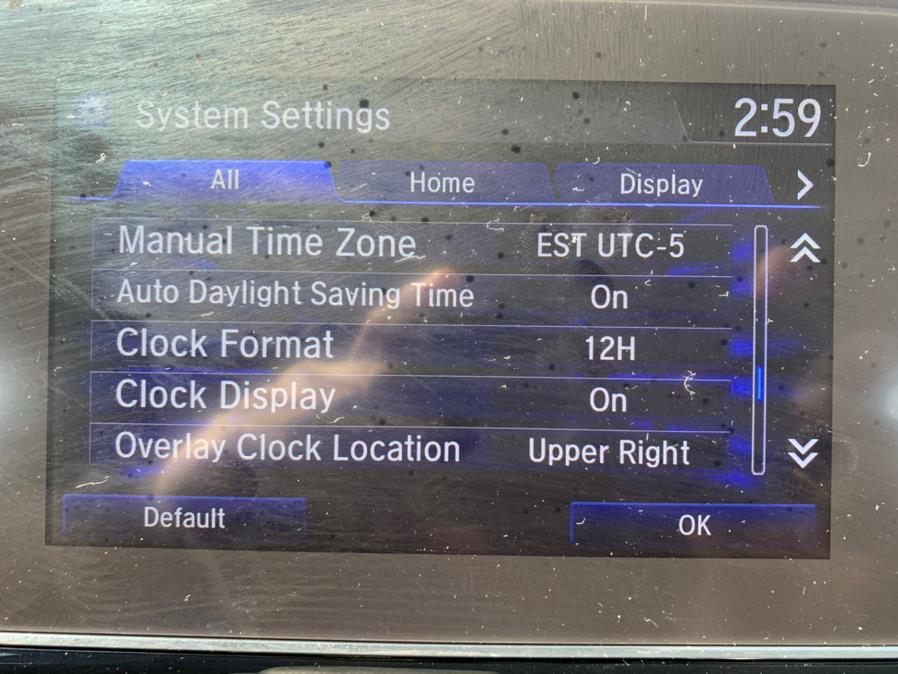 System Settings 2:59
All Home Display
Manual Time Zone EST UTC-5
Auto Daylight Saving Time On
Clock Format 12H
Clock Display On
Overlay Clock Location Upper Right
Default OK